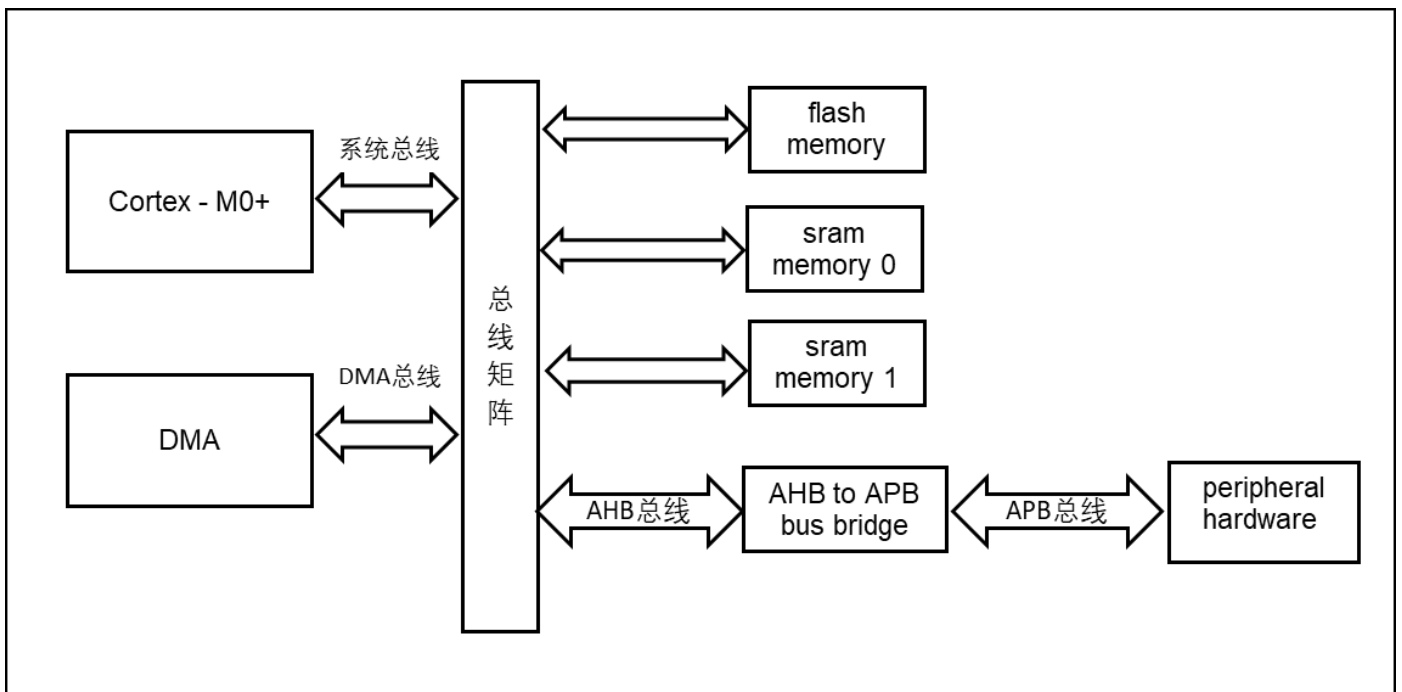 系统总线
Cortex - M0+
DMA总线
DMA
总
线
矩
阵
flash
memory
sram
memory 0
sram
memory 1
AHB总线
AHB to APB
bus bridge
APB总线
peripheral
hardware